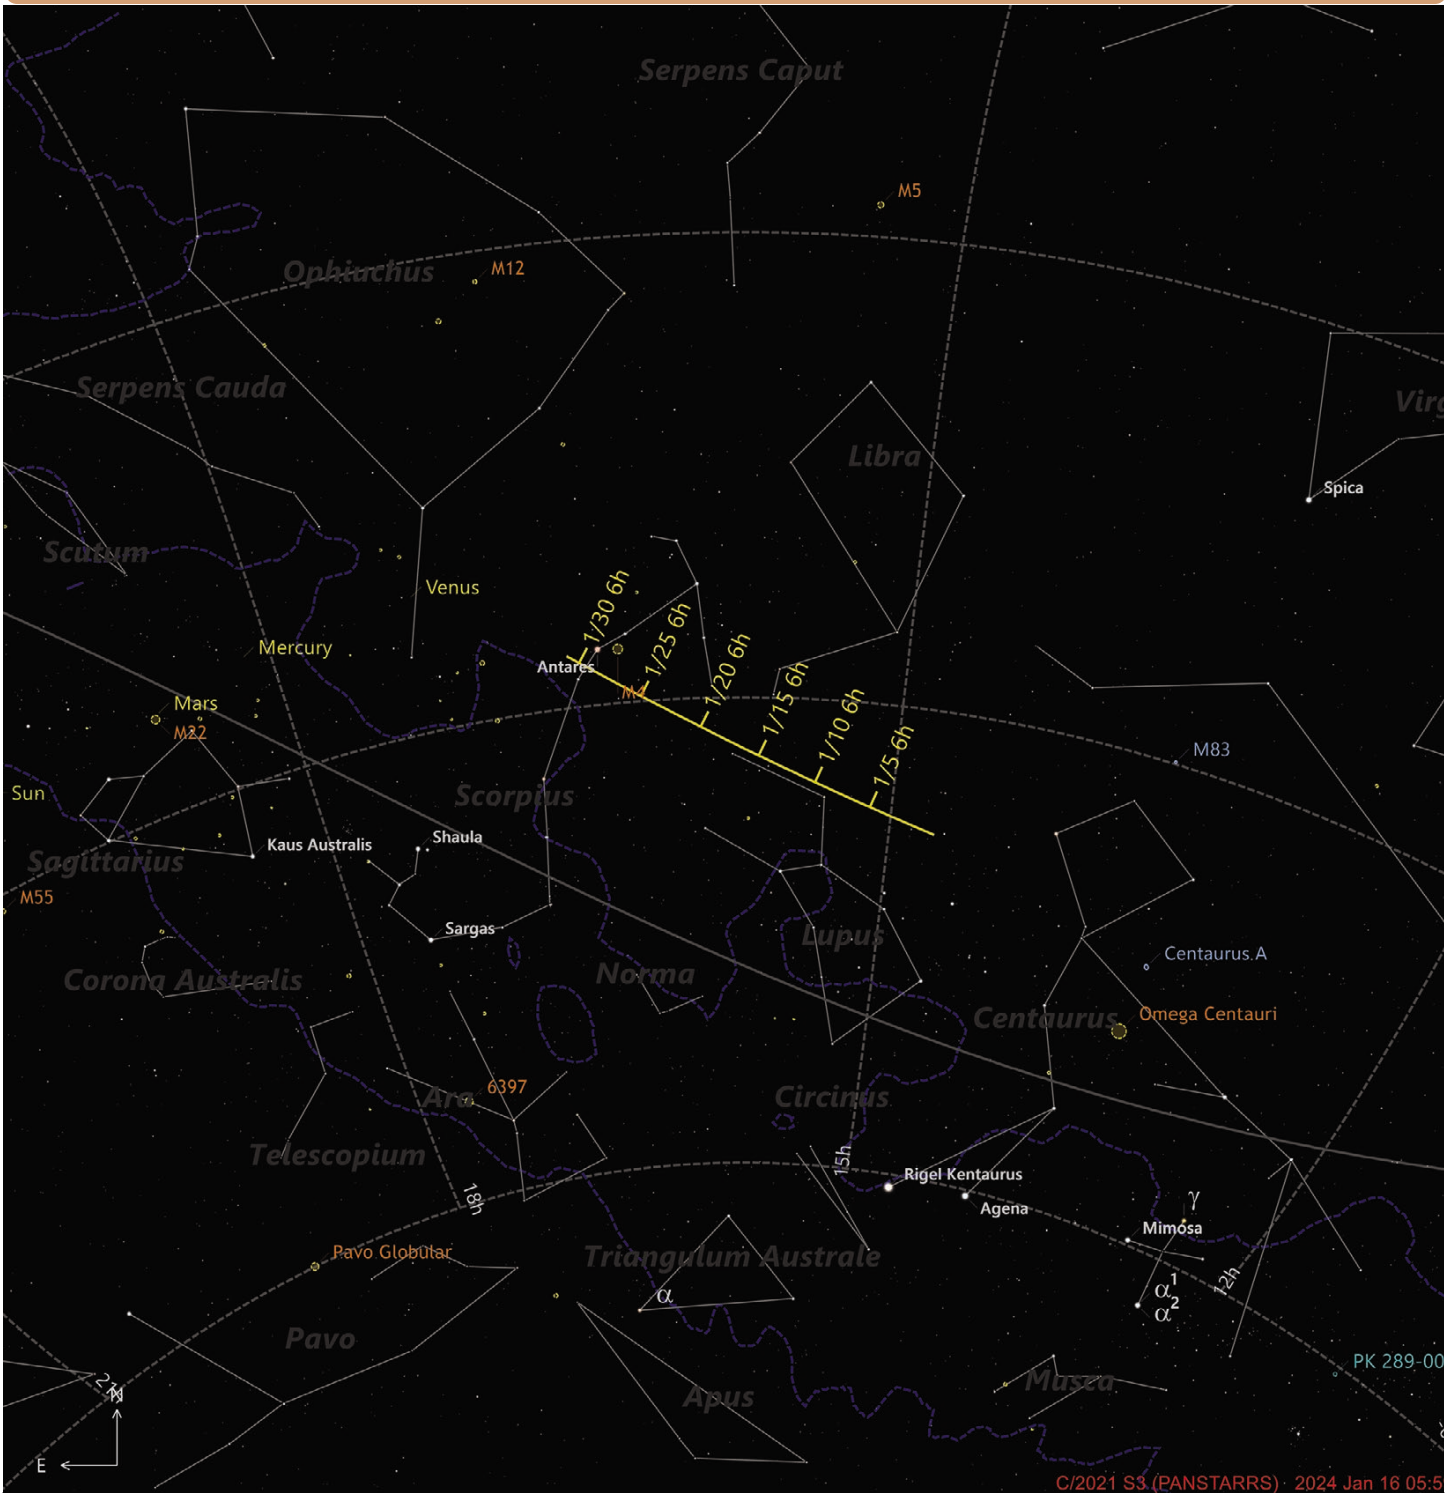 Serpens Caput
M5
Ophiuchus
M12
Serpens Cauda
Virg
Libra
Spica
Scutum
Venus
1/30 6h
1/25 6h
1/20 6h
1/15 6h
1/10 6h
1/5 6h
Mercury
Antares
M4
Mars
M22
M83
Sun
Scorpius
Shaula
Kaus Australis
Sagittarius
M55
Sargas
Lupus
Centaurus A
Corona Australis
Norma
Centaurus
Omega Centauri
6397
Ara
Circinus
Telescopium
15h
Rigel Kentaurus
18h
Agena
γ
Mimosa
Pavo Globular
Triangulum Australe
α
12h
α1
α2
Pavo
PK 289-00
21h
N
Musca
Apus
E
C/2021 S3 (PANSTARRS) · 2024 Jan 16 05:5